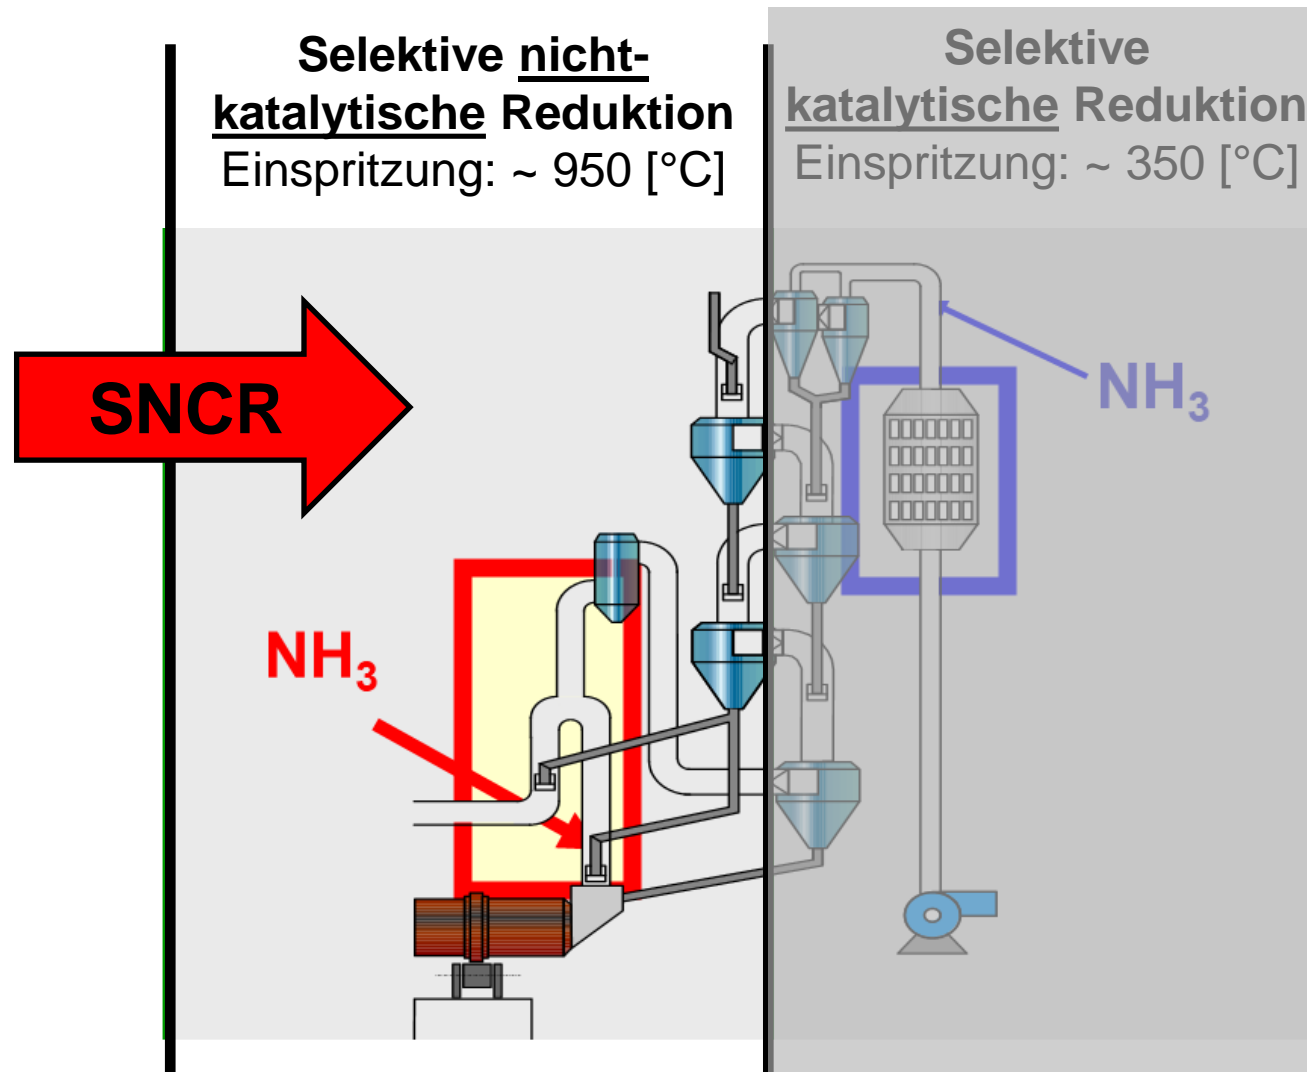 Selektive nicht-
katalytische Reduktion
Einspritzung: ~ 950 [°C]
Selektive
katalytische Reduktion
Einspritzung: ~ 350 [°C]
SNCR
NH₃
NH₃